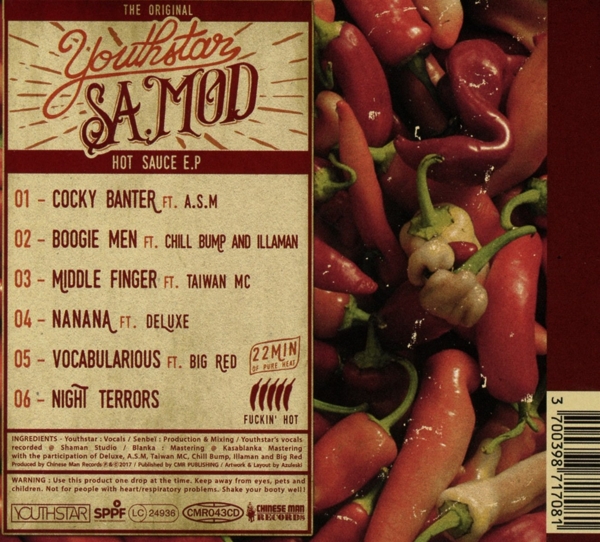 THE ORIGINAL
Youthstar
SA.MOD
HOT SAUCE E.P
01 - COCKY BANTER FT. A.S.M
02 - BOOGIE MEN FT. CHILL BUMP AND ILLAMAN
03 - MIDDLE FINGER FT. TAIWAN MC
04 - NANANA FT. DELUXE
05 - VOCABULARIOUS FT. BIG RED
06 - NIGHT TERRORS
22 MIN
OF PURE HEAT
FUCKIN' HOT
INGREDIENTS - Youthstar : Vocals / Senbeï : Production & Mixing / Youthstar's vocals
recorded @ Shaman Studio / Blanka : Mastering @ Kasablanka Mastering
with the participation of Deluxe, A.S.M, Taiwan MC, Chill Bump, Illaman and Big Red
Produced by Chinese Man Records ℗ & © 2017 / Published by CMR PUBLISHING / Artwork & Layout by Azuleski
WARNING : Use this product one drop at the time. Keep away from eyes, pets and
children. Not for people with heart/respiratory problems. Shake your booty well !
YOUTHSTAR SPPF LC 24936 CMR043CD CHINESE MAN
RECORDS
3 700398 717081